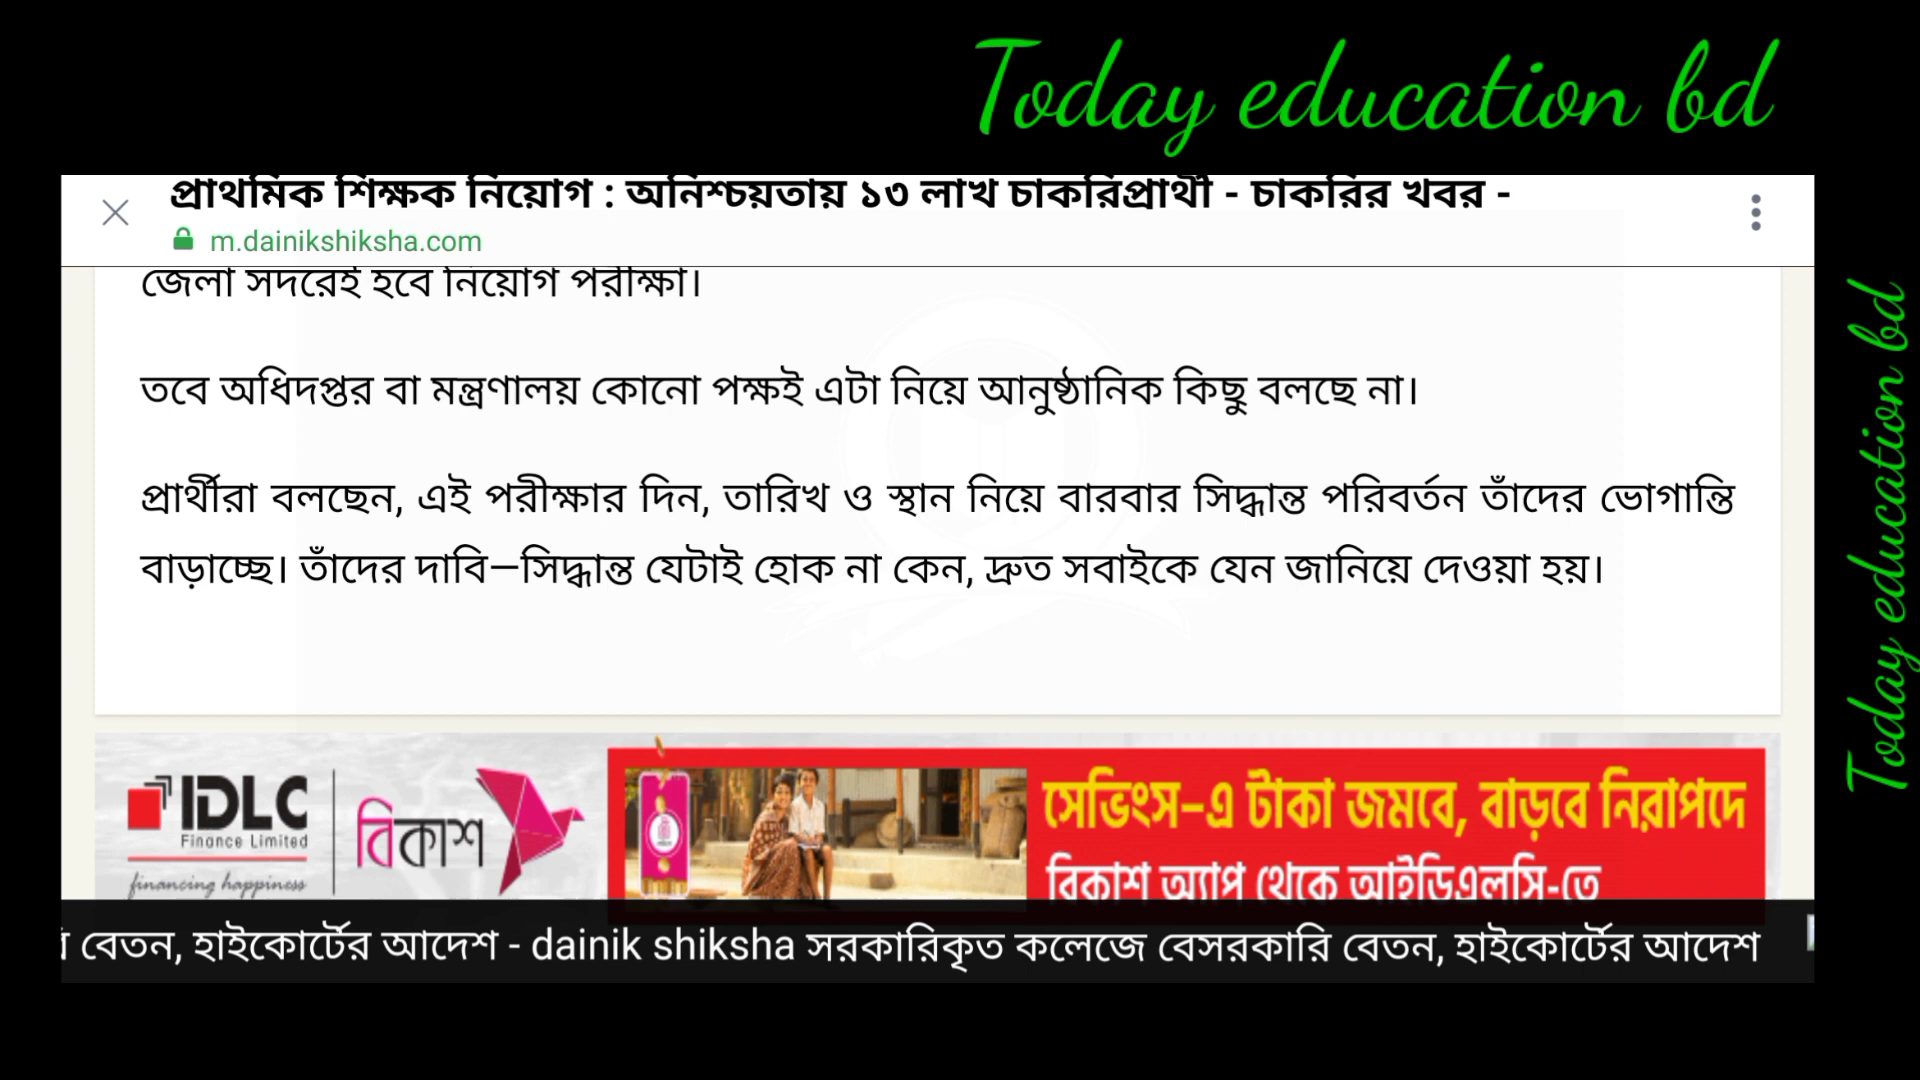 Today education bd
প্রাথমিক শিক্ষক নিয়োগ : অনিশ্চয়তায় ১৩ লাখ চাকরিপ্রার্থী - চাকরির খবর -
m.dainikshiksha.com
জেলা সদরেই হবে নিয়োগ পরীক্ষা।
তবে অধিদপ্তর বা মন্ত্রণালয় কোনো পক্ষই এটা নিয়ে আনুষ্ঠানিক কিছু বলছে না।
প্রার্থীরা বলছেন, এই পরীক্ষার দিন, তারিখ ও স্থান নিয়ে বারবার সিদ্ধান্ত পরিবর্তন তাঁদের ভোগান্তি
বাড়াচ্ছে। তাঁদের দাবি—সিদ্ধান্ত যেটাই হোক না কেন, দ্রুত সবাইকে যেন জানিয়ে দেওয়া হয়।
IDLC
Finance Limited
financing happiness
বিকাশ
সেভিংস-এ টাকা জমবে, বাড়বে নিরাপদে
বিকাশ অ্যাপ থেকে আইডিএলসি-তে
বেতন, হাইকোর্টের আদেশ - dainik shiksha সরকারিকৃত কলেজে বেসরকারি বেতন, হাইকোর্টের আদেশ
Today education bd